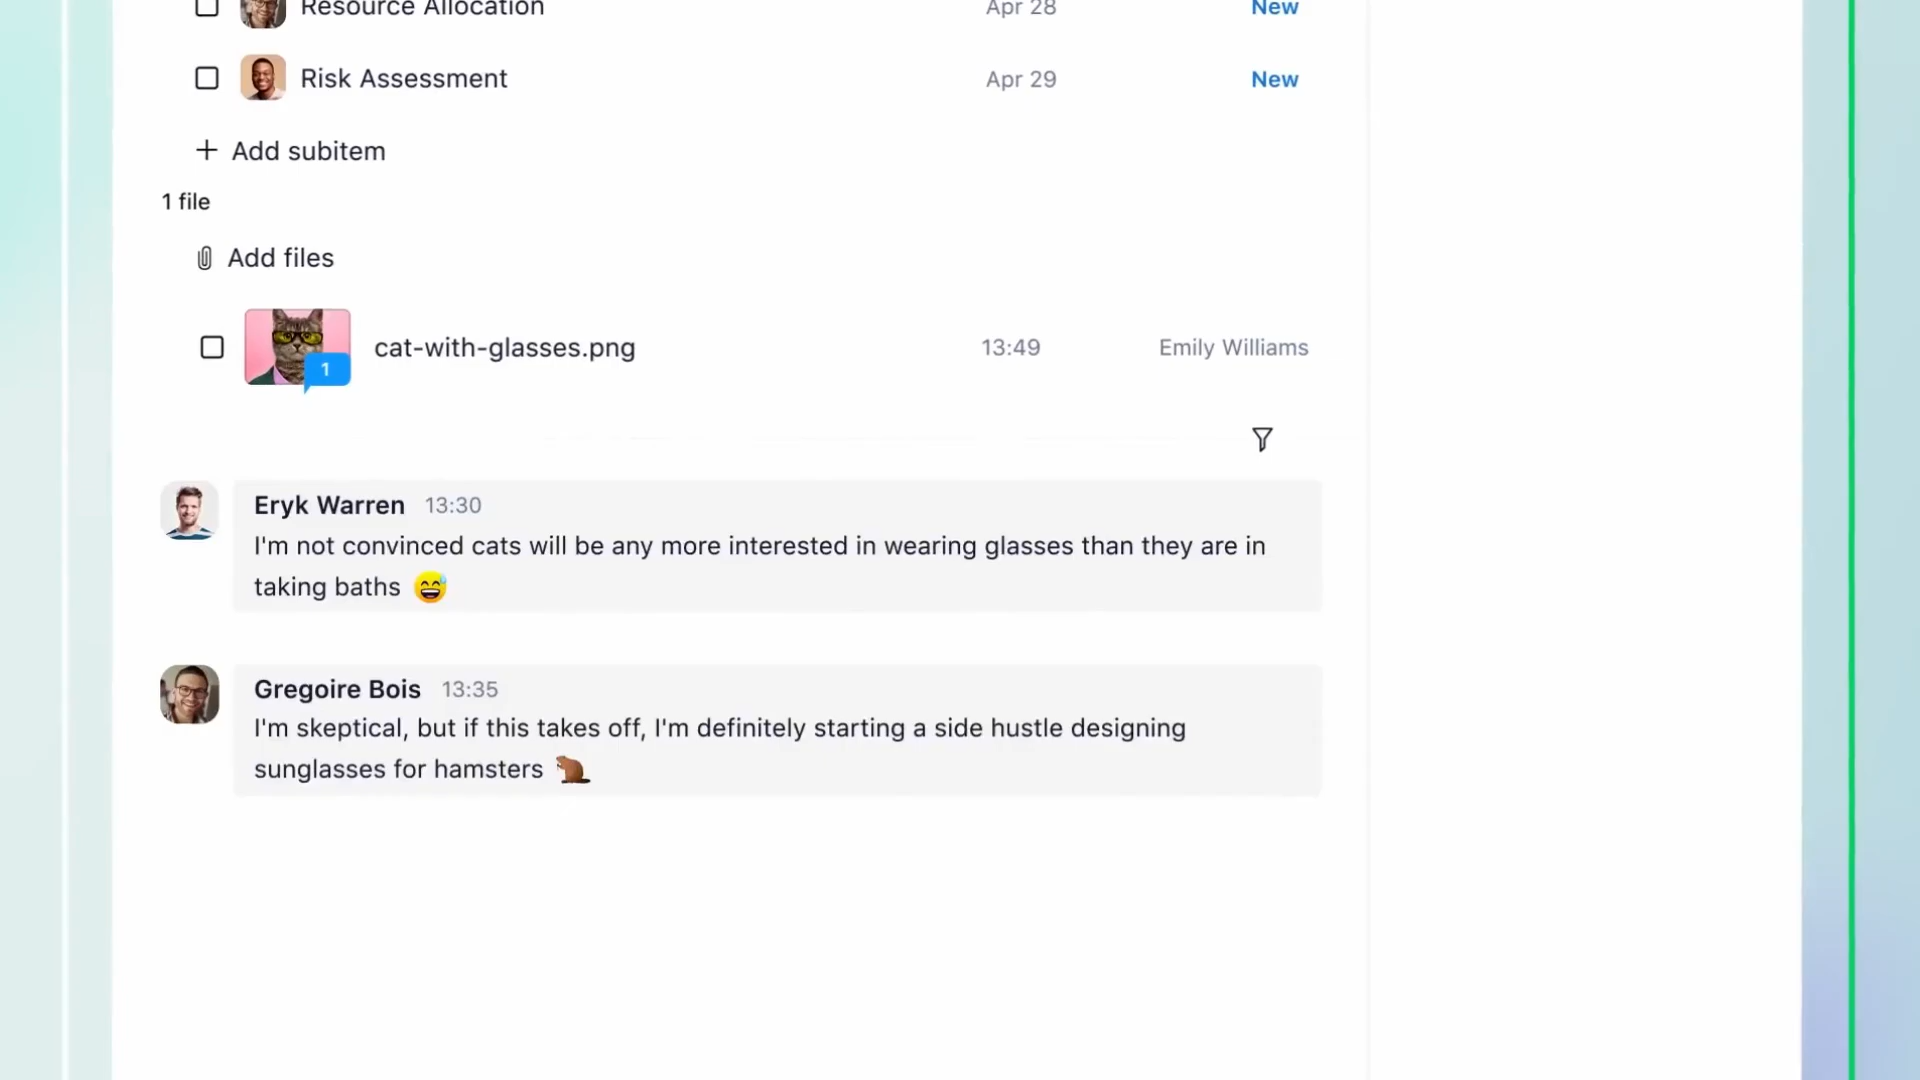 Resource Allocation Apr 28 New
Risk Assessment Apr 29 New
+ Add subitem
1 file
Add files
1
cat-with-glasses.png 13:49 Emily Williams
Eryk Warren 13:30
I'm not convinced cats will be any more interested in wearing glasses than they are in
taking baths 😅
Gregoire Bois 13:35
I'm skeptical, but if this takes off, I'm definitely starting a side hustle designing
sunglasses for hamsters 🦫